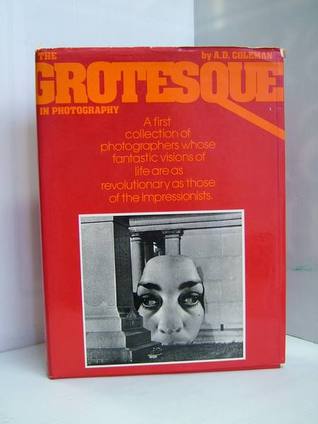 THE
by A.D. COLEMAN
GROTESQUE
IN PHOTOGRAPHY
A first
collection of
photographers whose
fantastic visions of
life are as
revolutionary as those
of the Impressionists.